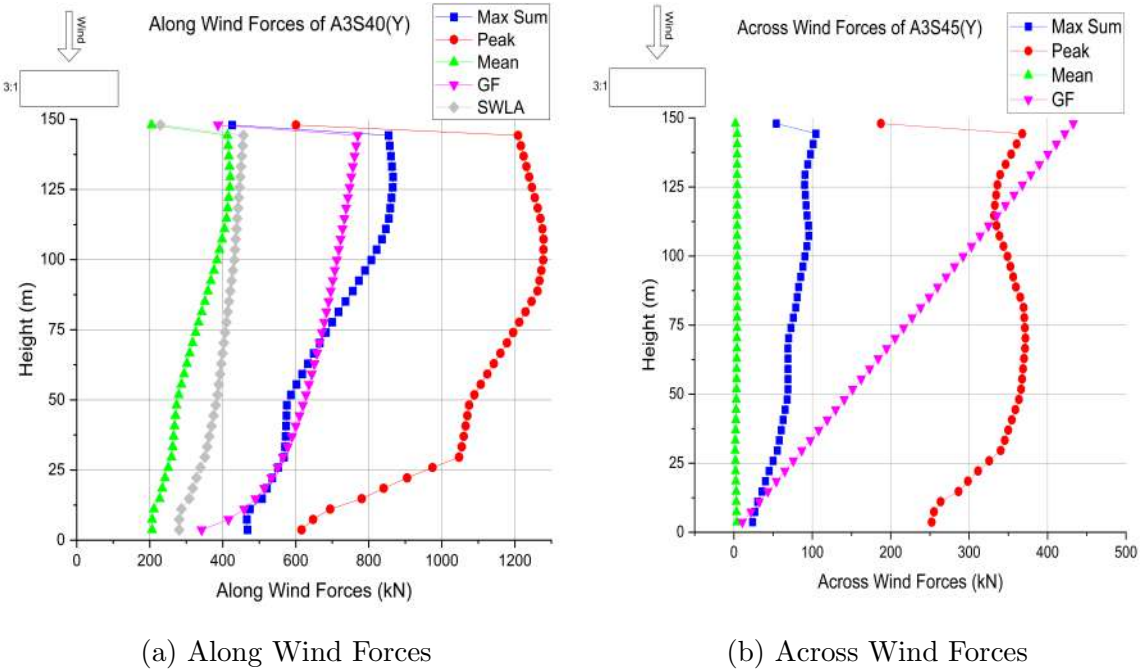 Wind
3:1
Along Wind Forces of A3S40(Y)
Max Sum
Peak
Mean
GF
SWLA
150
125
100
75
50
25
0
Height (m)
0 200 400 600 800 1000 1200
Along Wind Forces (kN)
(a) Along Wind Forces
Wind
3:1
Across Wind Forces of A3S45(Y)
Max Sum
Peak
Mean
GF
150
125
100
75
50
25
0
Height (m)
0 100 200 300 400 500
Across Wind Forces (kN)
(b) Across Wind Forces